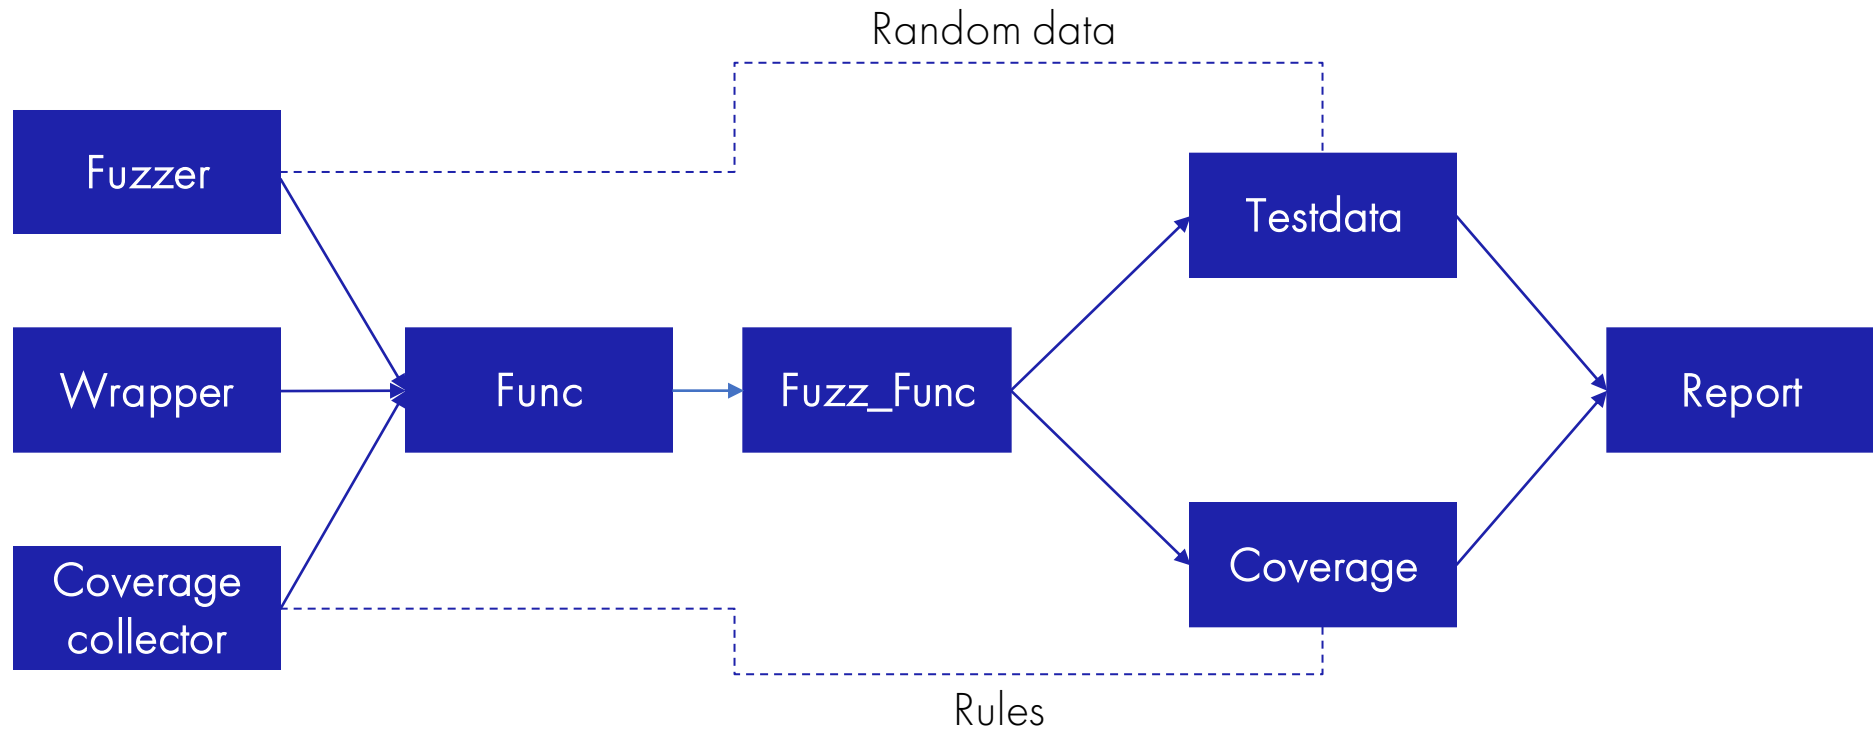 Random data
Fuzzer
Testdata
Wrapper
Func
Fuzz_Func
Report
Coverage
collector
Coverage
Rules